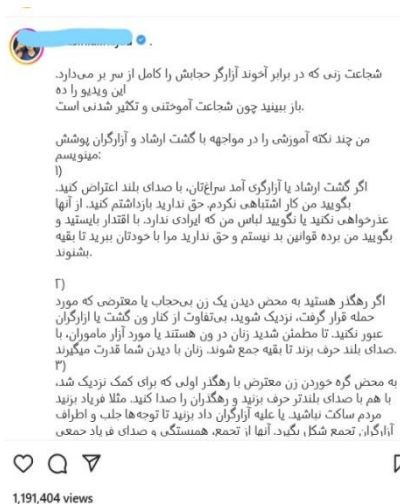 شجاعت زنی که در برابر آخوند آزارگر حجابش را کامل از سر بر می‌دارد.
این ویدیو را ده
باز ببینید چون شجاعت آموختنی و تکثیر شدنی است.
من چند نکته آموزشی را در مواجهه با گشت ارشاد و آزارگران پوشش
مینویسم:
۱)
اگر گشت ارشاد یا آزارگری آمد سراغ‌تان، با صدای بلند اعتراض کنید.
بگویید من کار اشتباهی نکردم. حق ندارید بازداشتم کنید. از آنها
عذرخواهی نکنید یا نگویید لباس من که ایرادی ندارد. با اقتدار بایستید و
بگویید من برده قوانین بد نیستم و حق ندارید مرا با خودتان ببرید تا بقیه
بشنوند.
۲)
اگر رهگذر هستید به محض دیدن یک زن بی‌حجاب یا معترضی که مورد
حمله قرار گرفت، نزدیک شوید، بی‌تفاوت از کنار ون گشت یا ازارگران
عبور نکنید. تا مطمئن شدید زنان در ون هستند یا مورد آزار ماموران، با
صدای بلند حرف بزند تا بقیه جمع شوند. زنان با دیدن شما قدرت میگیرند.
۳)
به محض گره خوردن زن معترض با رهگذر اولی که برای کمک نزدیک شد،
با هم با صدای بلندتر حرف بزنید و رهگذران را صدا کنید. مثلا فریاد بزنید
مردم ساکت نباشید. یا علیه آزارگران داد بزنید تا توجه‌ها جلب و اطراف
آزارگران تجمع شکل بگیرد. آنها از تجمع، همبستگی و صدای فریاد جمعی
1,191,404 views